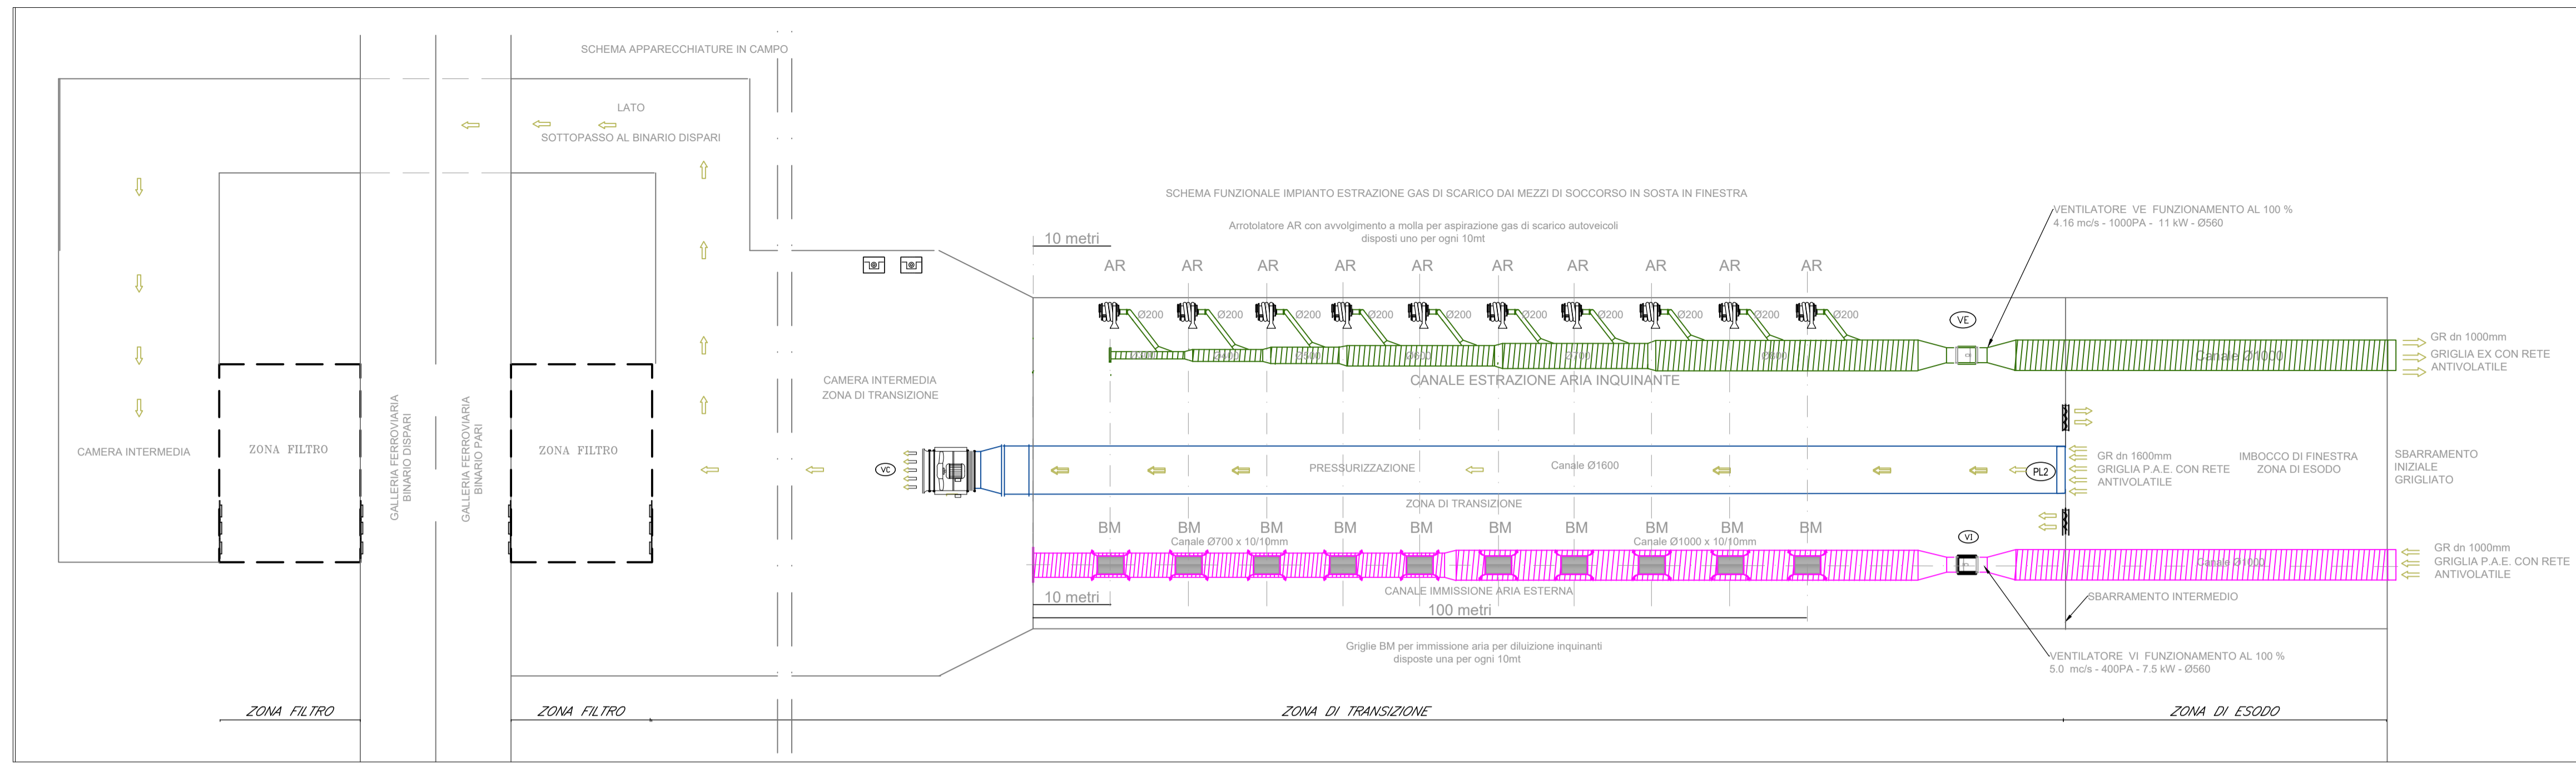 SCHEMA APPARECCHIATURE IN CAMPO
LATO
SOTTOPASSO AL BINARIO DISPARI
SCHEMA FUNZIONALE IMPIANTO ESTRAZIONE GAS DI SCARICO DAI MEZZI DI SOCCORSO IN SOSTA IN FINESTRA
Arrotolatore AR con avvolgimento a molla per aspirazione gas di scarico autoveicoli
disposti uno per ogni 10mt
VENTILATORE VE FUNZIONAMENTO AL 100 %
4.16 mc/s - 1000PA - 11 kW - Ø560
10 metri
AR AR AR AR AR AR AR AR AR AR
Ø200 Ø200 Ø200 Ø200 Ø200 Ø200 Ø200 Ø200 Ø200 Ø200
VE
Ø400 Ø500 Ø600 Ø700 Ø800
Canale Ø1000
GR dn 1000mm
GRIGLIA EX CON RETE
ANTIVOLATILE
CANALE ESTRAZIONE ARIA INQUINANTE
CAMERA INTERMEDIA
ZONA DI TRANSIZIONE
CAMERA INTERMEDIA
ZONA FILTRO
GALLERIA FERROVIARIA
BINARIO DISPARI
GALLERIA FERROVIARIA
BINARIO PARI
ZONA FILTRO
VC
PRESSURIZZAZIONE
Canale Ø1600
PL2
GR dn 1600mm
GRIGLIA P.A.E. CON RETE
ANTIVOLATILE
IMBOCCO DI FINESTRA
ZONA DI ESODO
SBARRAMENTO
INIZIALE
GRIGLIATO
ZONA DI TRANSIZIONE
BM BM BM BM BM BM BM BM BM BM
Canale Ø700 x 10/10mm
Canale Ø1000 x 10/10mm
VI
Canale Ø1000
GR dn 1000mm
GRIGLIA P.A.E. CON RETE
ANTIVOLATILE
CANALE IMMISSIONE ARIA ESTERNA
10 metri
100 metri
SBARRAMENTO INTERMEDIO
Griglie BM per immissione aria per diluizione inquinanti
disposte una per ogni 10mt
VENTILATORE VI FUNZIONAMENTO AL 100 %
5.0 mc/s - 400PA - 7.5 kW - Ø560
ZONA FILTRO
ZONA FILTRO
ZONA DI TRANSIZIONE
ZONA DI ESODO